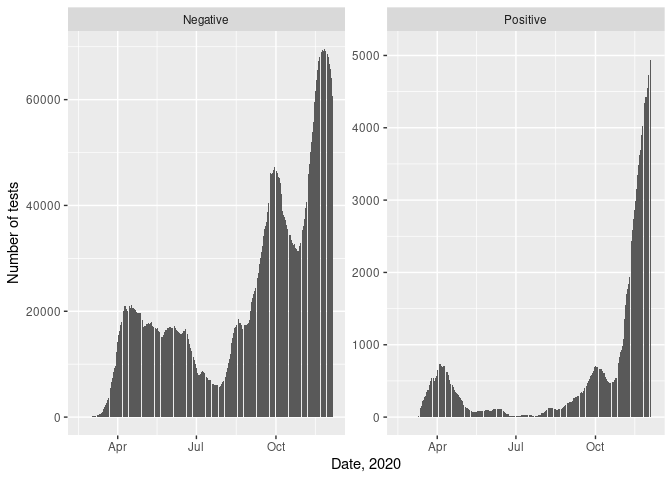 Negative
Positive
Number of tests
60000
40000
20000
0
5000
4000
3000
2000
1000
0
Apr Jul Oct
Apr Jul Oct
Date, 2020